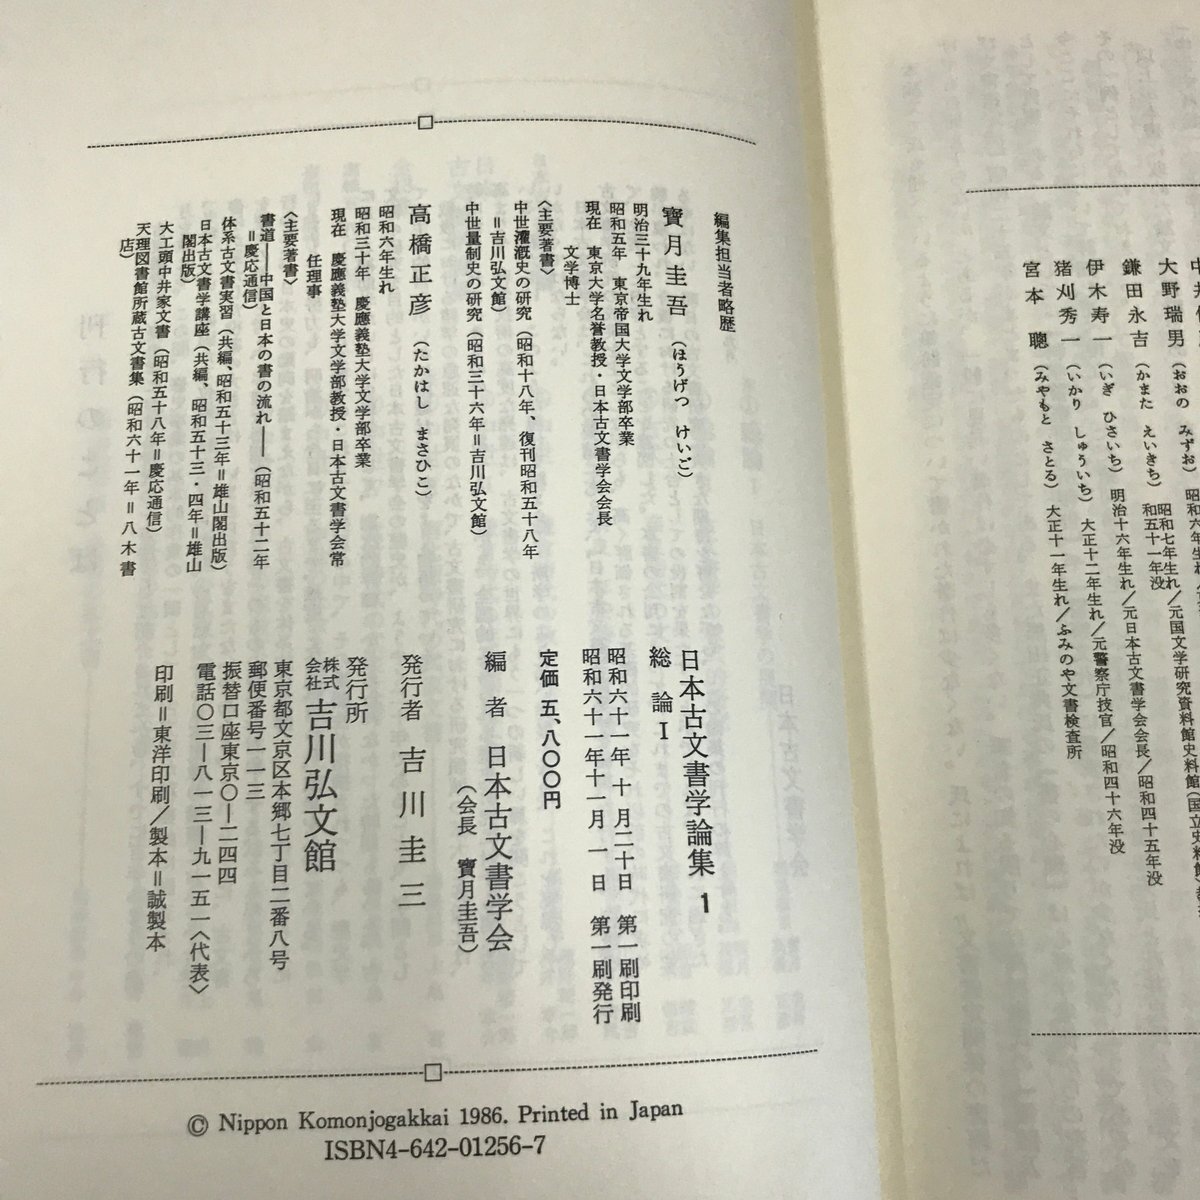 大野瑞男（おおの みずお）
昭和七年生れ／元国文学研究資料館史料館（国立史料館）
鎌田永吉（かまた えいきち）
和五十一年没
伊木寿一（いぎ ひさいち）明治十六年生れ／元日本古文書学会会長／昭和四十五年没
猪刈秀一（いかり しゅういち）大正十二年生れ／元警察庁技官／昭和四十六年没
宮本聰（みやもと さとる）大正十一年生れ／ふみのや文書検査所
編集担当者略歴
寶月圭吾（ほうげつ けいご）
明治三十九年生れ
昭和五年 東京帝国大学文学部卒業
現在 東京大学名誉教授・日本古文書学会会長
文学博士
〈主要著書〉
中世灌漑史の研究（昭和十八年、復刊昭和五十八年
＝吉川弘文館）
中世量制史の研究（昭和三十六年＝吉川弘文館）
高橋正彦（たかはし まさひこ）
昭和六年生れ
昭和三十年 慶應義塾大学文学部卒業
現在 慶應義塾大学文学部教授・日本古文書学会常
任理事
〈主要著書〉
書道――中国と日本の書の流れ――（昭和五十二年
＝慶応通信）
体系古文書実習（共編、昭和五十三年＝雄山閣出版）
日本古文書学講座（共編、昭和五十三・四年＝雄山
閣出版）
大工頭中井家文書（昭和五十八年＝慶応通信）
天理図書館所蔵古文書集（昭和六十一年＝八木書
店）
日本古文書学論集 1
総論 I
昭和六十一年 十月二十日 第一刷印刷
昭和六十一年十一月 一日 第一刷発行
定価 五、八〇〇円
編者 日本古文書学会
（会長 寶月圭吾）
発行者 吉川圭三
発行所
株式会社 吉川弘文館
東京都文京区本郷七丁目二番八号
郵便番号一一三
振替口座東京〇―二四四
電話〇三―八一三―九一五一〈代表〉
印刷＝東洋印刷／製本＝誠製本
© Nippon Komonjogakkai 1986. Printed in Japan
ISBN4-642-01256-7